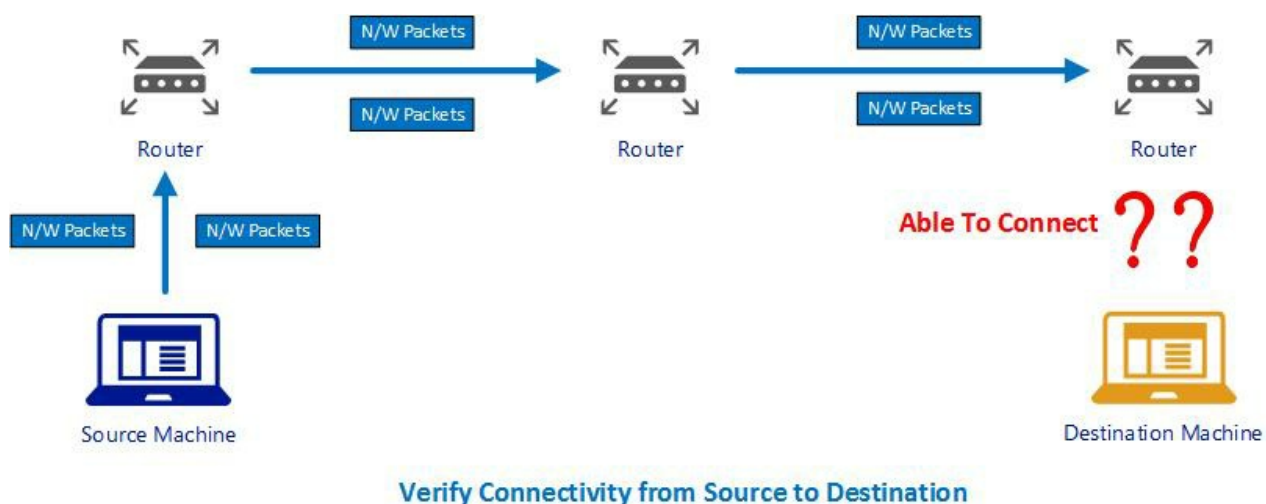 N/W Packets
N/W Packets
N/W Packets
N/W Packets
Router
Router
Router
N/W Packets
N/W Packets
Able To Connect ??
Source Machine
Destination Machine
Verify Connectivity from Source to Destination